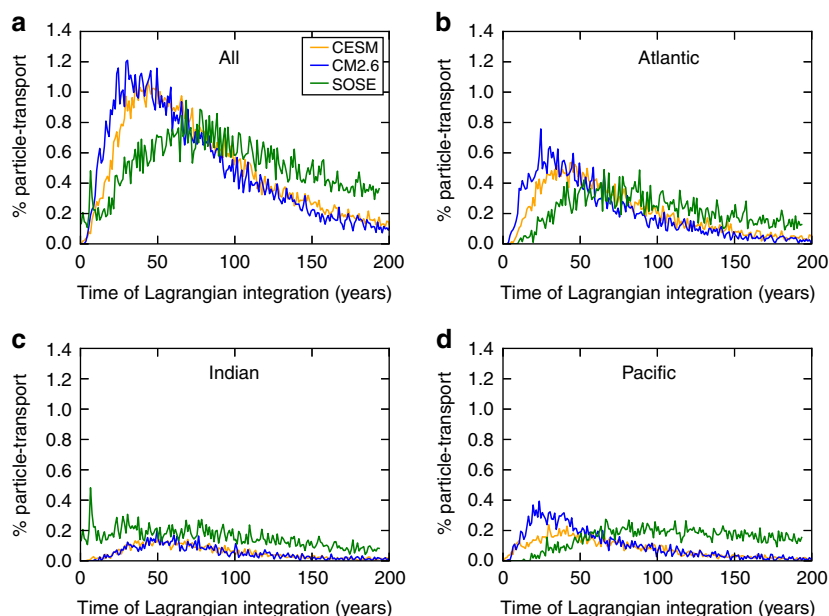 a
b
1.4
1.2
1.0
0.8
0.6
0.4
0.2
0.0
% particle-transport
All
CESM
CM2.6
SOSE
0 50 100 150 200
Time of Lagrangian integration (years)
1.4
1.2
1.0
0.8
0.6
0.4
0.2
0.0
% particle-transport
Atlantic
0 50 100 150 200
Time of Lagrangian integration (years)
c
d
1.4
1.2
1.0
0.8
0.6
0.4
0.2
0.0
% particle-transport
Indian
0 50 100 150 200
Time of Lagrangian integration (years)
1.4
1.2
1.0
0.8
0.6
0.4
0.2
0.0
% particle-transport
Pacific
0 50 100 150 200
Time of Lagrangian integration (years)